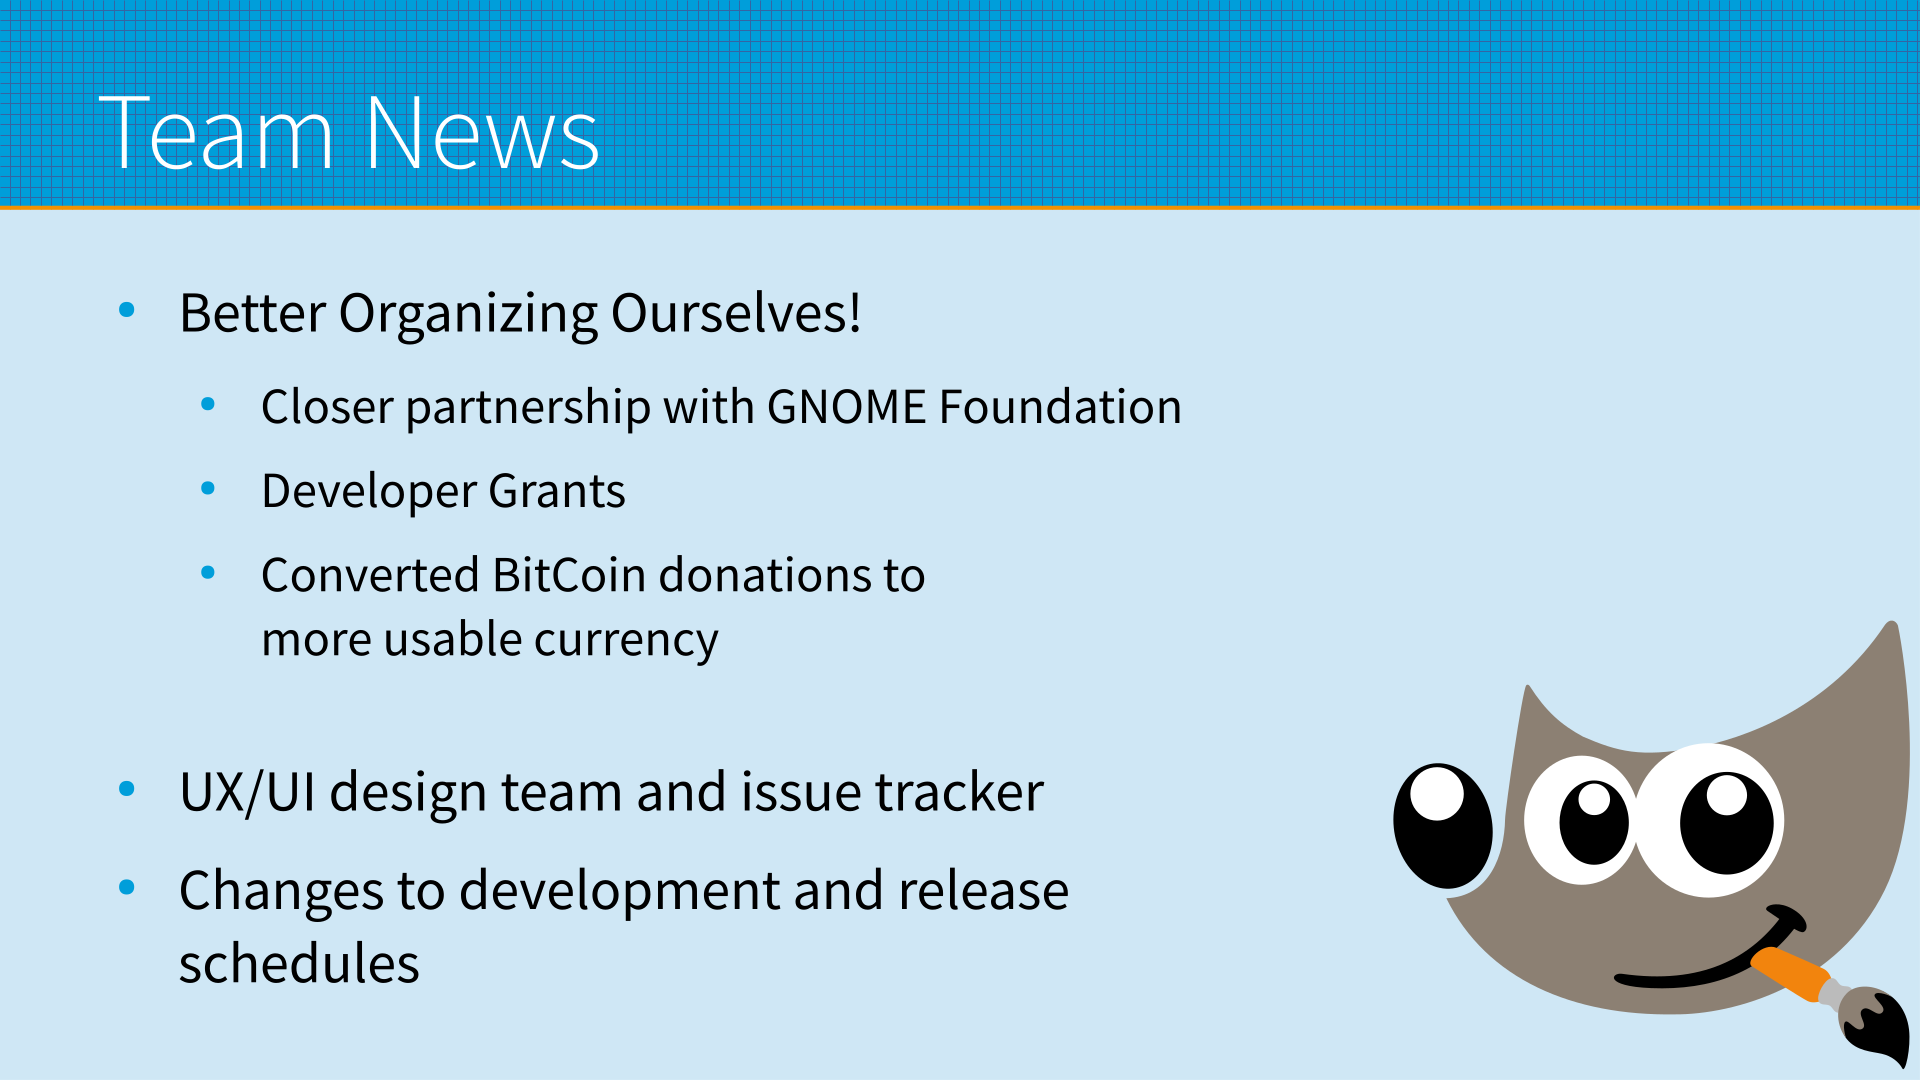 Team News
• Better Organizing Ourselves!
• Closer partnership with GNOME Foundation
• Developer Grants
• Converted BitCoin donations to
more usable currency
• UX/UI design team and issue tracker
• Changes to development and release
schedules